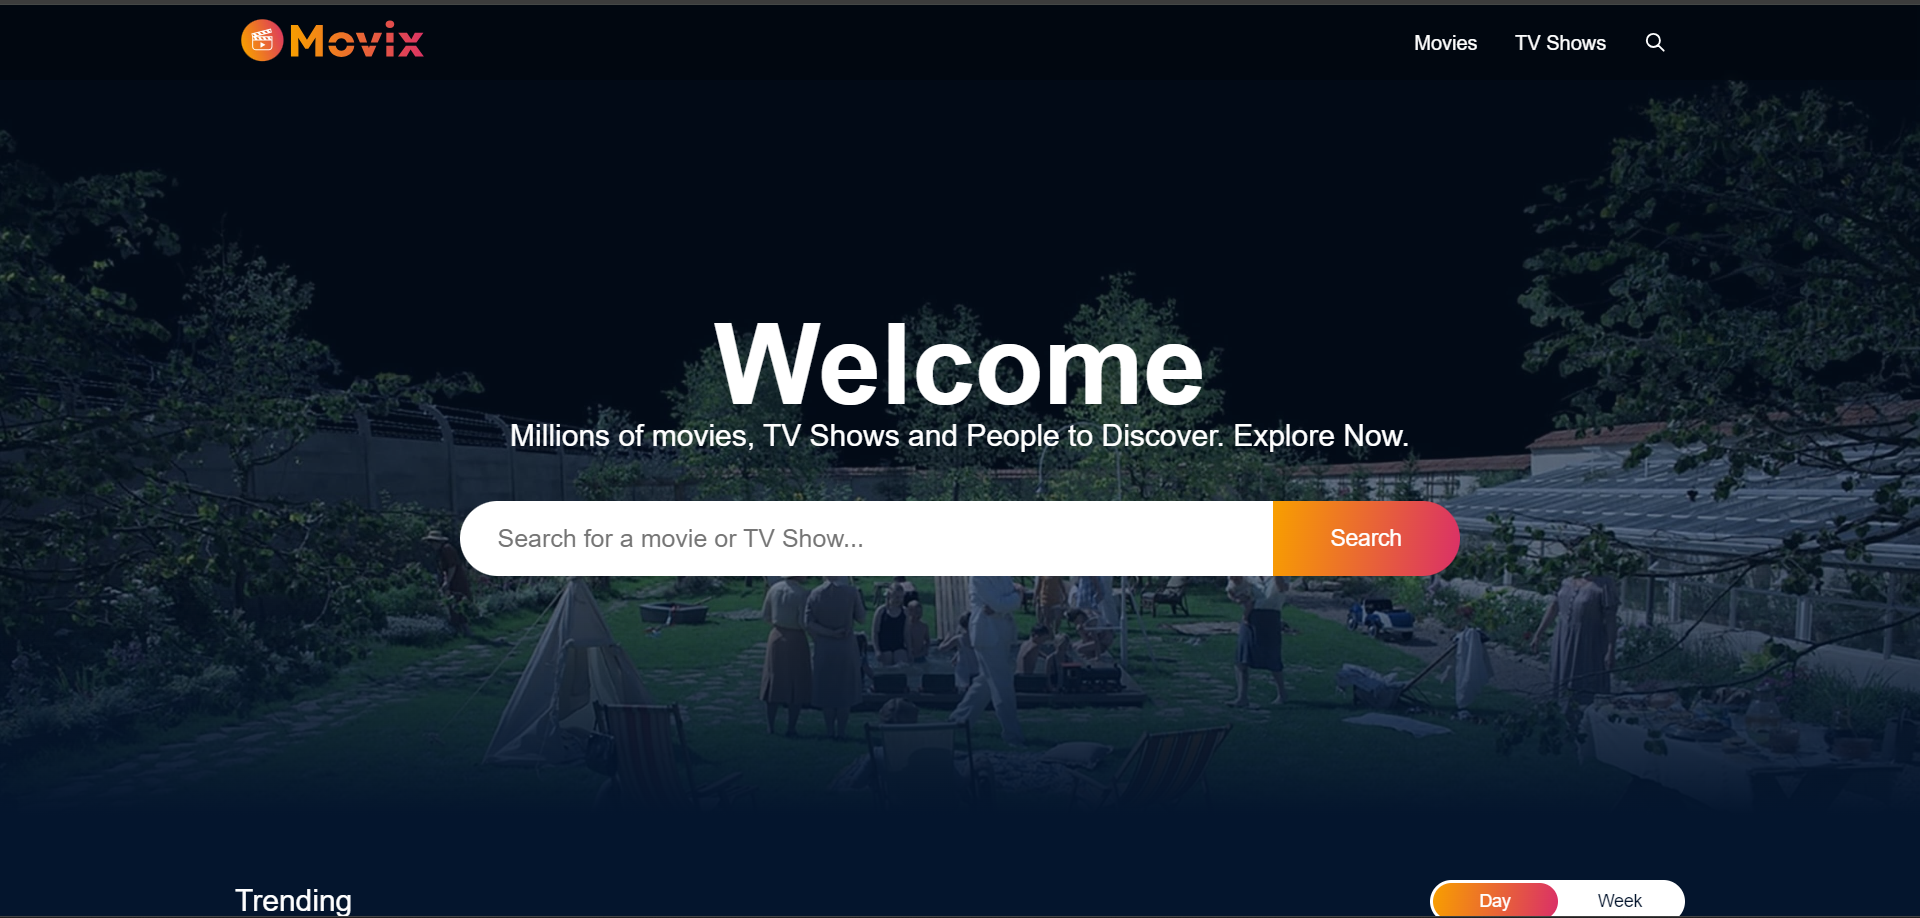 Movix
Movies
TV Shows
Welcome
Millions of movies, TV Shows and People to Discover. Explore Now.
Search for a movie or TV Show...
Search
Trending
Day
Week